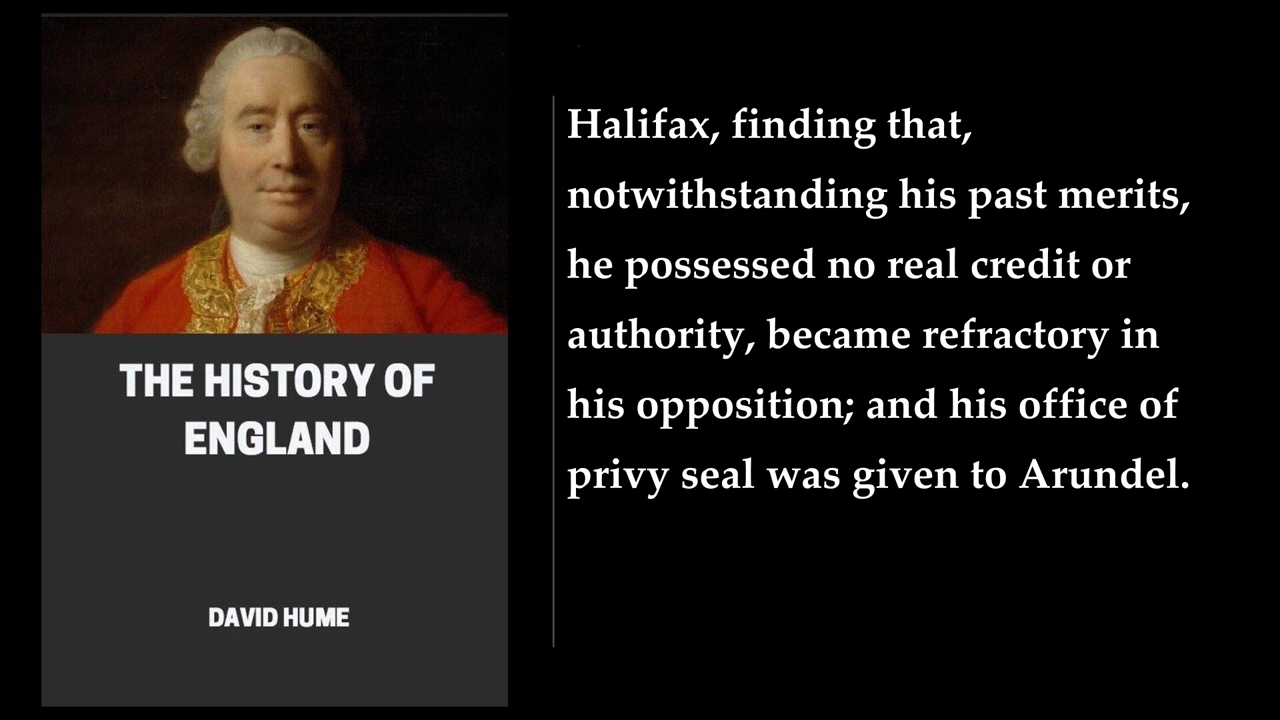 THE HISTORY OF
ENGLAND
DAVID HUME
Halifax, finding that,
notwithstanding his past merits,
he possessed no real credit or
authority, became refractory in
his opposition; and his office of
privy seal was given to Arundel.